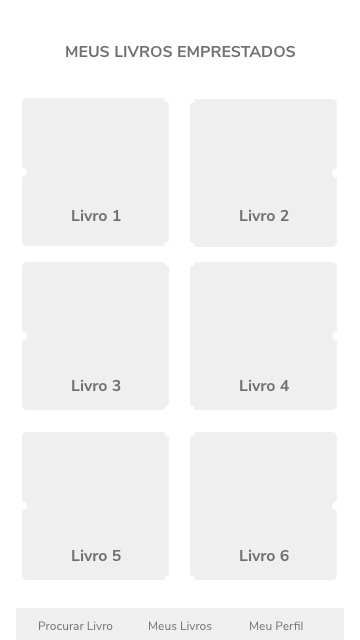 MEUS LIVROS EMPRESTADOS
Livro 1
Livro 2
Livro 3
Livro 4
Livro 5
Livro 6
Procurar Livro
Meus Livros
Meu Perfil